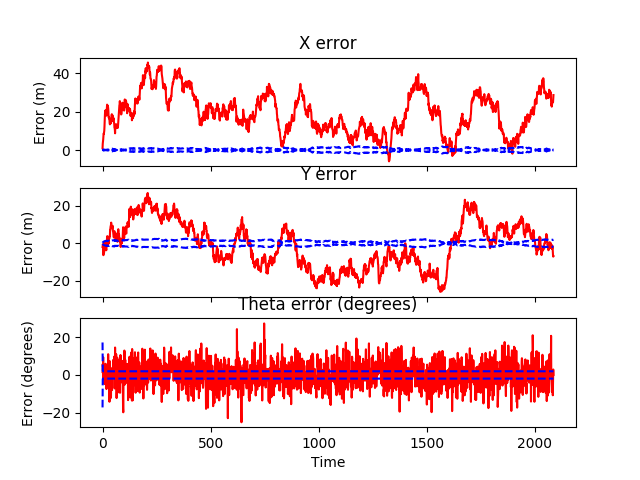 X error
40
20
0
Error (m)
Y error
20
0
−20
Error (m)
Theta error (degrees)
20
0
−20
Error (degrees)
0 500 1000 1500 2000
Time